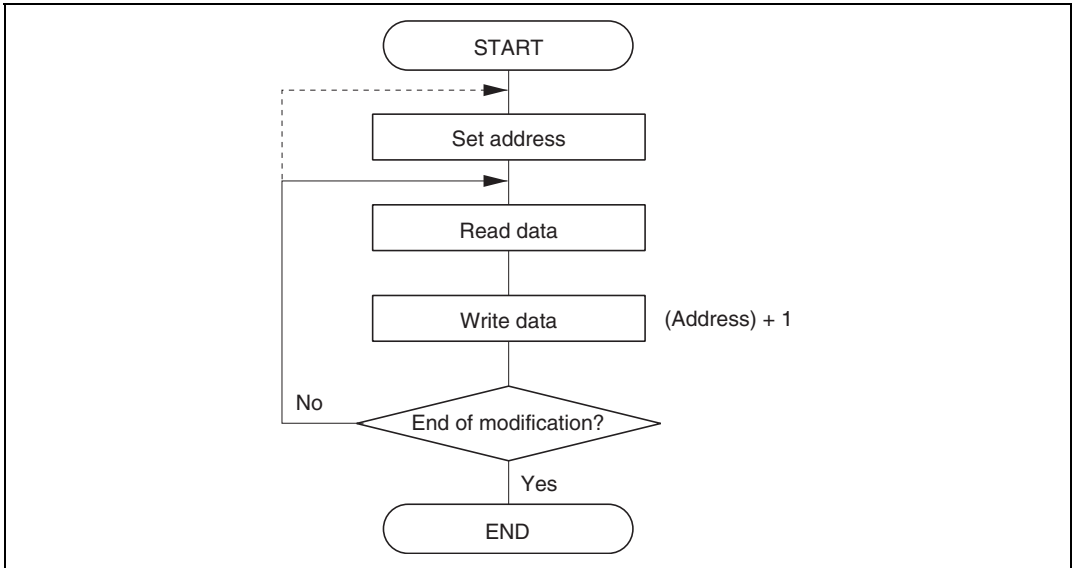 START
Set address
Read data
Write data (Address) + 1
No End of modification?
Yes
END